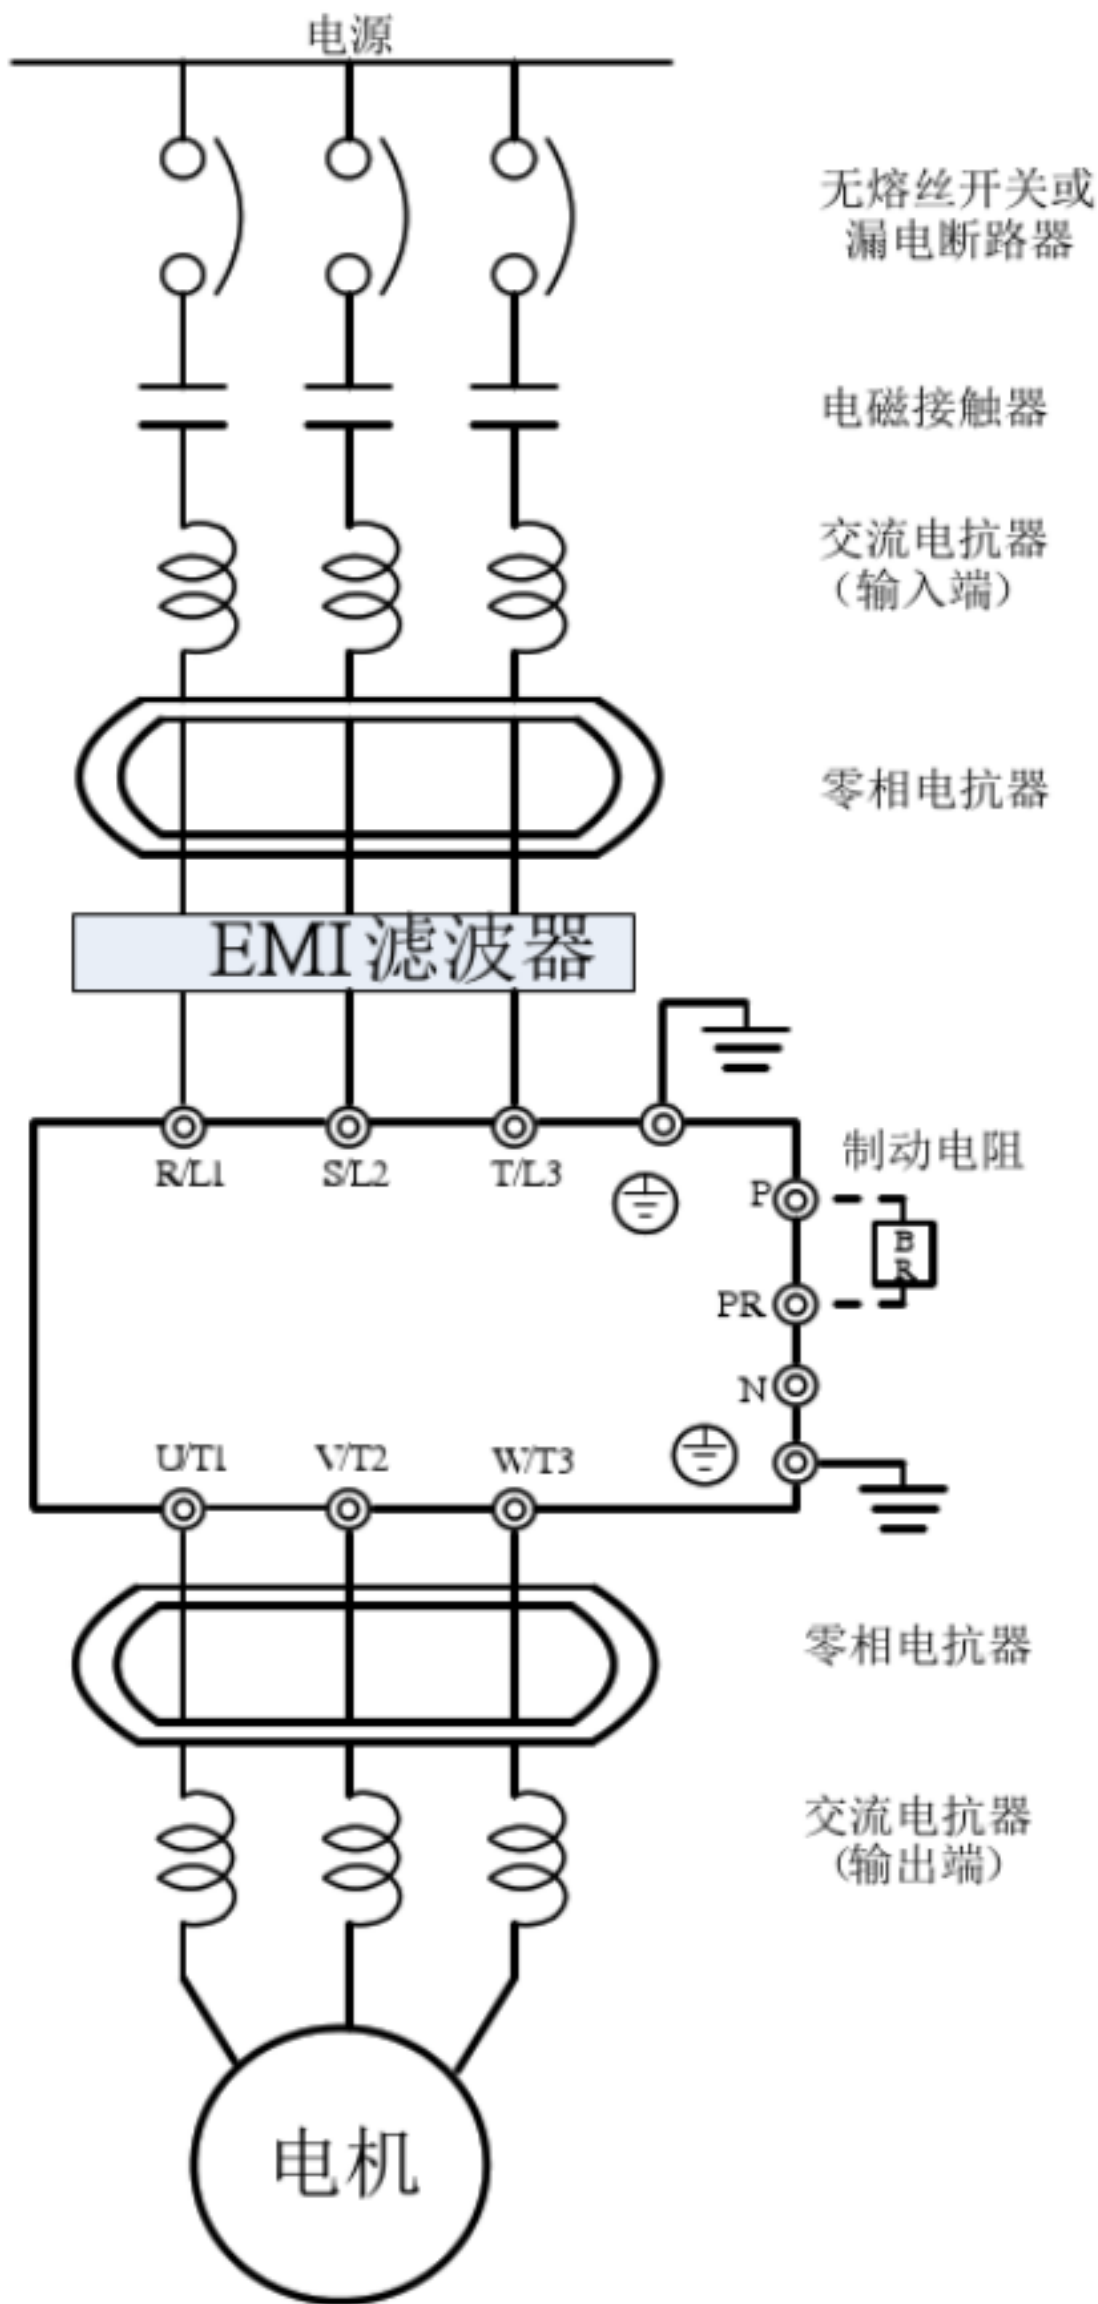 电源
无熔丝开关或
漏电断路器
电磁接触器
交流电抗器
（输入端）
零相电抗器
EMI 滤波器
R/L1
S/L2
T/L3
制动电阻
P
B
R
PR
N
U/T1
V/T2
W/T3
零相电抗器
交流电抗器
(输出端)
电机